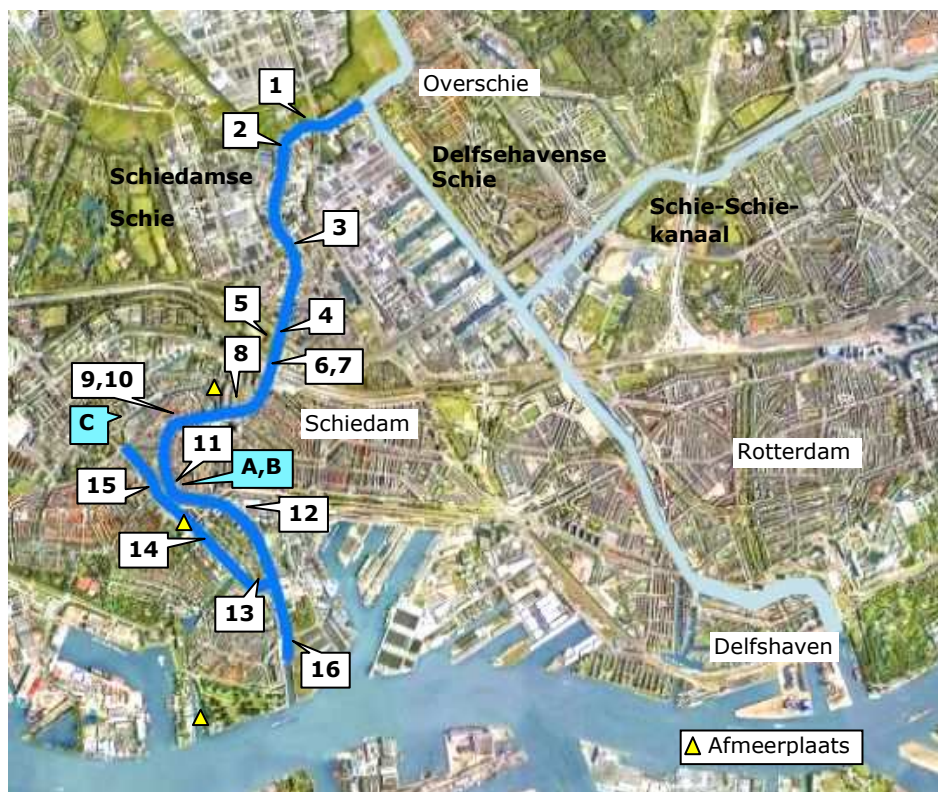 Overschie
1
2
Delfsehavense
Schie
Schiedamse
Schie
Schie-Schie-
kanaal
3
5
4
8
6,7
9,10
C
Schiedam
11
A,B
Rotterdam
15
12
14
13
Delfshaven
16
Afmeerplaats